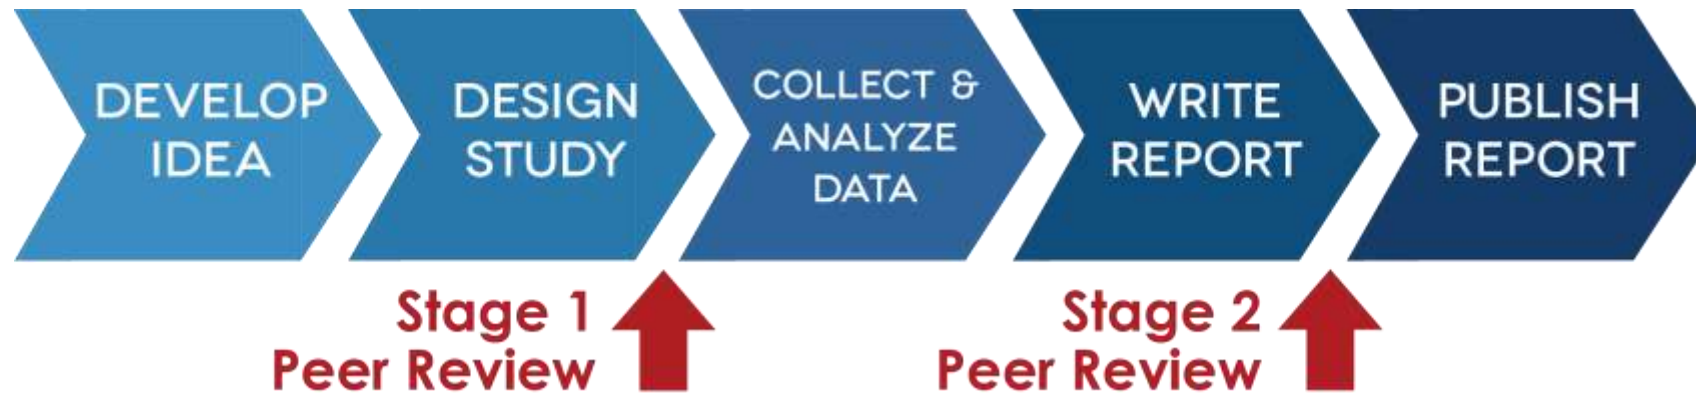 DEVELOP
IDEA
DESIGN
STUDY
COLLECT &
ANALYZE
DATA
WRITE
REPORT
PUBLISH
REPORT
Stage 1
Peer Review
Stage 2
Peer Review